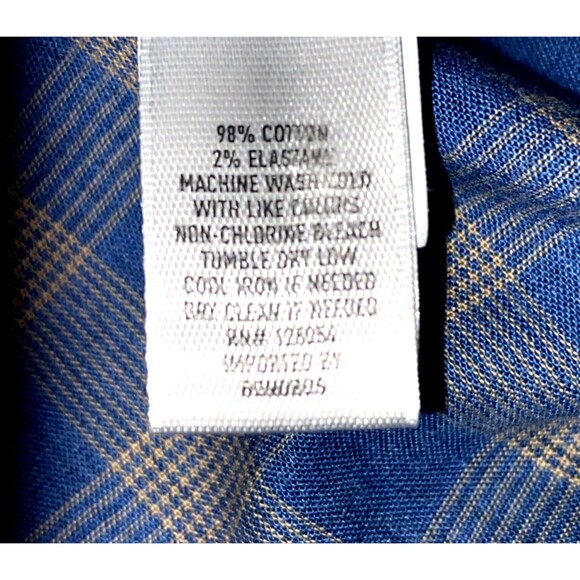 98% COTTON
2% ELASTANE
MACHINE WASH COLD
WITH LIKE COLORS
NON-CHLORINE BLEACH
TUMBLE DRY LOW
COOL IRON IF NEEDED
DRY CLEAN IF NEEDED
RN# 126054
IMPORTED BY
BONOBOS